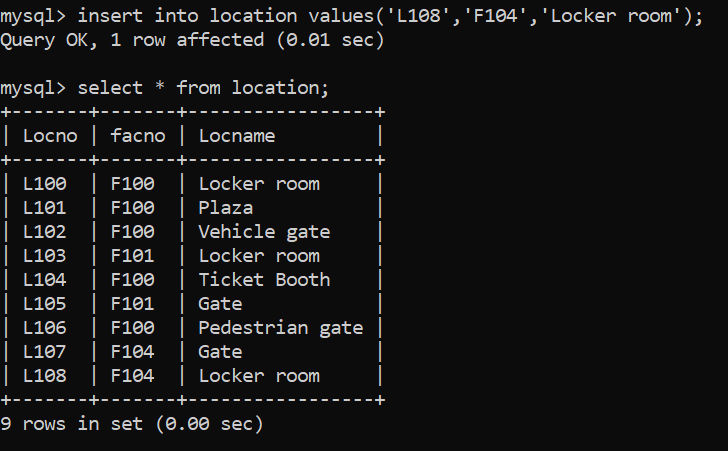 mysql> insert into location values('L108','F104','Locker room');
Query OK, 1 row affected (0.01 sec)
mysql> select * from location;
+-------+-------+-----------------+
| Locno | facno | Locname         |
+-------+-------+-----------------+
| L100  | F100  | Locker room     |
| L101  | F100  | Plaza           |
| L102  | F100  | Vehicle gate    |
| L103  | F101  | Locker room     |
| L104  | F100  | Ticket Booth    |
| L105  | F101  | Gate            |
| L106  | F100  | Pedestrian gate |
| L107  | F104  | Gate            |
| L108  | F104  | Locker room     |
+-------+-------+-----------------+
9 rows in set (0.00 sec)